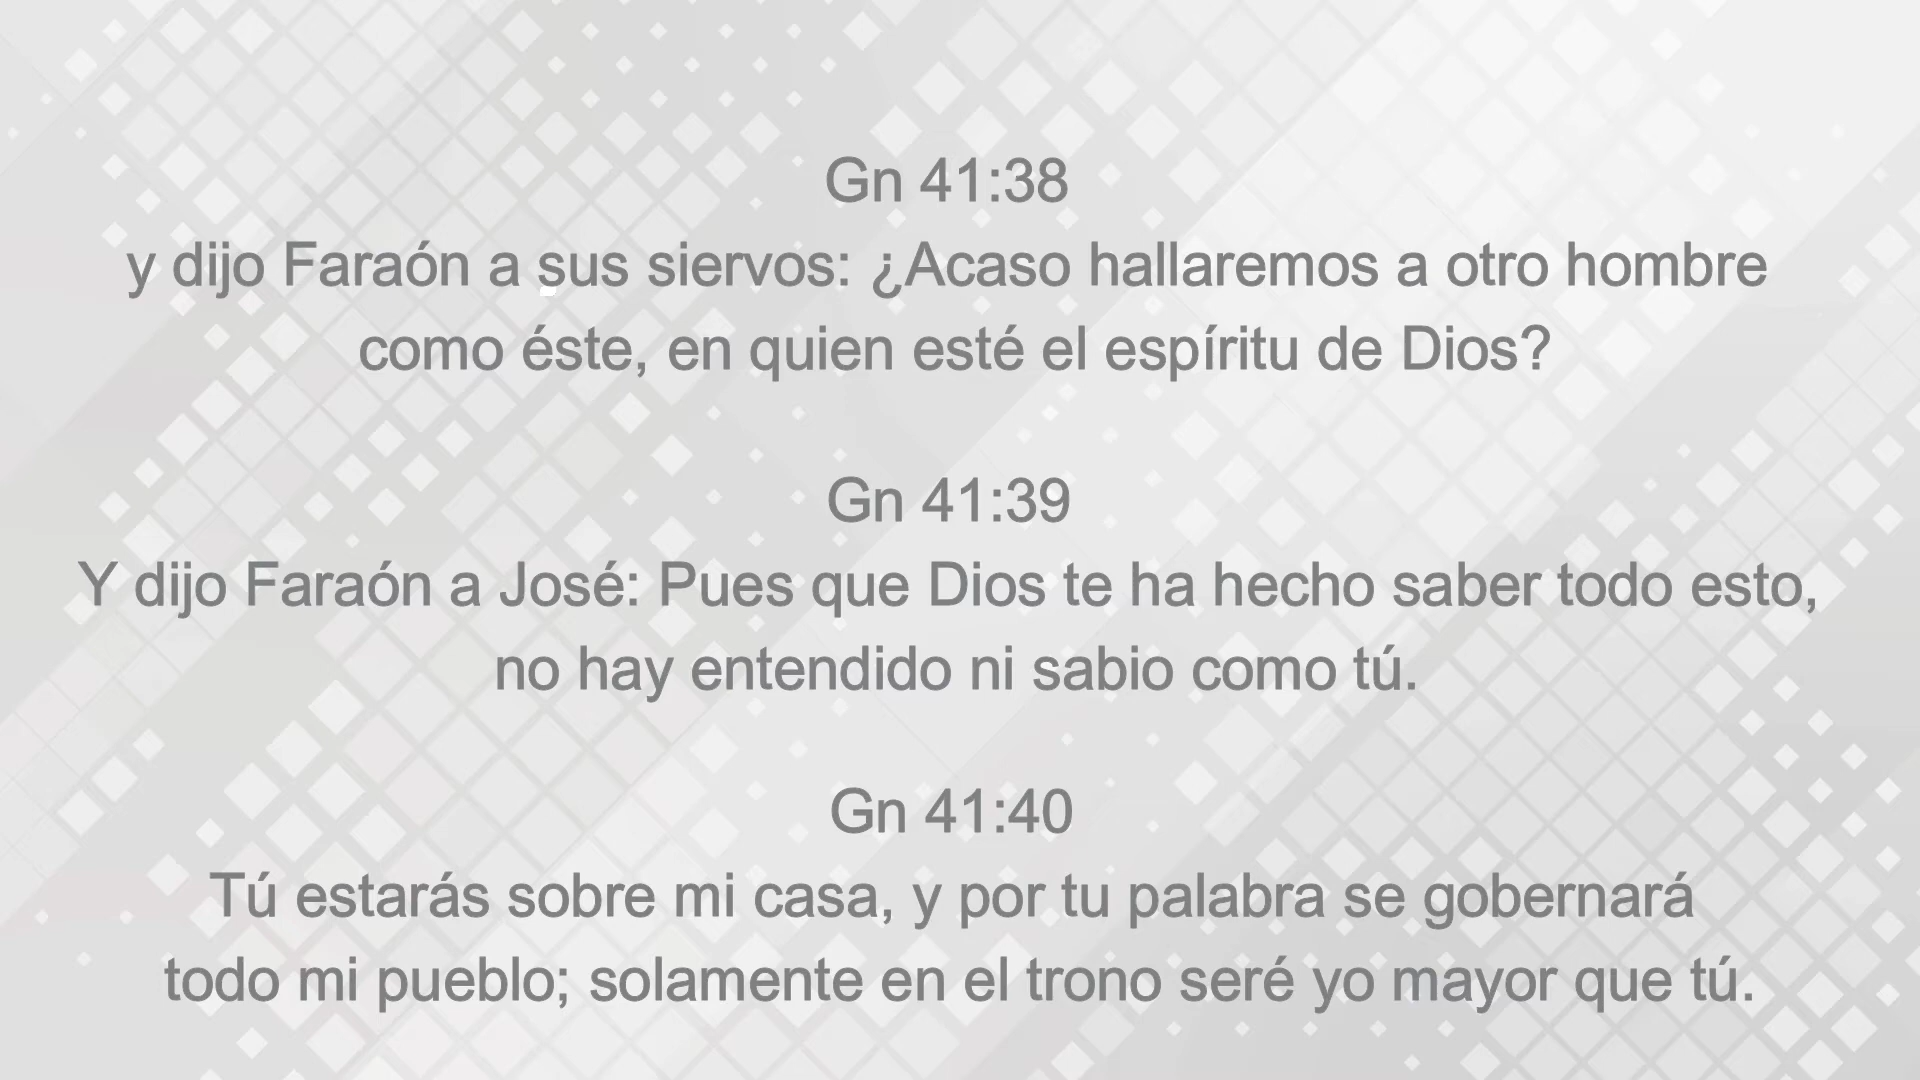 Gn 41:38
y dijo Faraón a sus siervos: ¿Acaso hallaremos a otro hombre
como éste, en quien esté el espíritu de Dios?
Gn 41:39
Y dijo Faraón a José: Pues que Dios te ha hecho saber todo esto,
no hay entendido ni sabio como tú.
Gn 41:40
Tú estarás sobre mi casa, y por tu palabra se gobernará
todo mi pueblo; solamente en el trono seré yo mayor que tú.